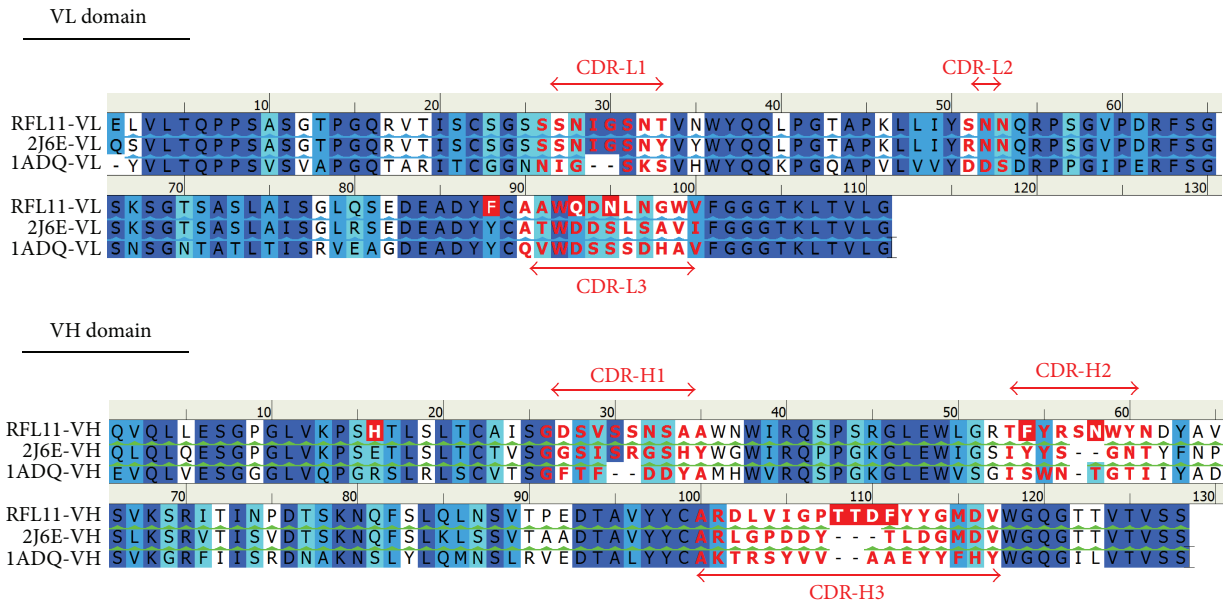 VL domain
CDR-L1 CDR-L2
10 20 30 40 50 60
RFL11-VL ELVLTQPPSASGTPGQRVTISCSGSSSNIGSNTVNWYQQLPGTAPKLLIYSNNQRPSGVPDRFSG
2J6E-VL QSVLTQPPSASGTPGQRVTISCSGSSSNIGSNYVYWYQQLPGTAPKLLIYRNNQRPSGVPDRFSG
1ADQ-VL -YVLTQPPSVSVAPGQTARITCGGNNIG--SKSVHWYQQKPGQAPVLVVYDDSDRPPGIPERFSG
70 80 90 100 110 120 130
RFL11-VL SKSGTSASLAISGLQSEDEADYFCAAWQDNLNGWVFGGGTKLTVLG
2J6E-VL SKSGTSASLAISGLRSEDEADYYCATWDDSLSAVIFGGGTKLTVLG
1ADQ-VL SNSGNTATLTISRVEAGDEADYYCQVWDSSSDHAVFGGGTKLTVLG
CDR-L3
VH domain
CDR-H1 CDR-H2
10 20 30 40 50 60
RFL11-VH QVQLLESGPGLVKPSHTLSLTCAISGDSVSSNSAAWNWIRQSPSRGLEWLGRTFYRSNWYNDYAV
2J6E-VH QLQLQESGPGLVKPSETLSLTCTVSGGSISRGSHYWGWIRQPPGKGLEWIGSIYYS--GNTYFNP
1ADQ-VH EVQLVESGGGLVQPGRSLRLSCVTSGFTF--DDYAMHWVRQSPGKGLEWVSGISWN-TGTIIYAD
70 80 90 100 110 120 130
RFL11-VH SVKSRITINPDTSKNQFSLQLNSVTPEDTAVYYCARDLVIGPTTDFYYGMDVWGQGTTVTVSS
2J6E-VH SLKSRVTISVDTSKNQFSLKLSSVTAADTAVYYCARLGPDDY---TLDGMDVWGQGTTVTVSS
1ADQ-VH SVKGRFIISRDNAKNSLYLQMNSLRVEDTALYYCAKTRSYVV--AAEYYFHYWGQGILVTVSS
CDR-H3